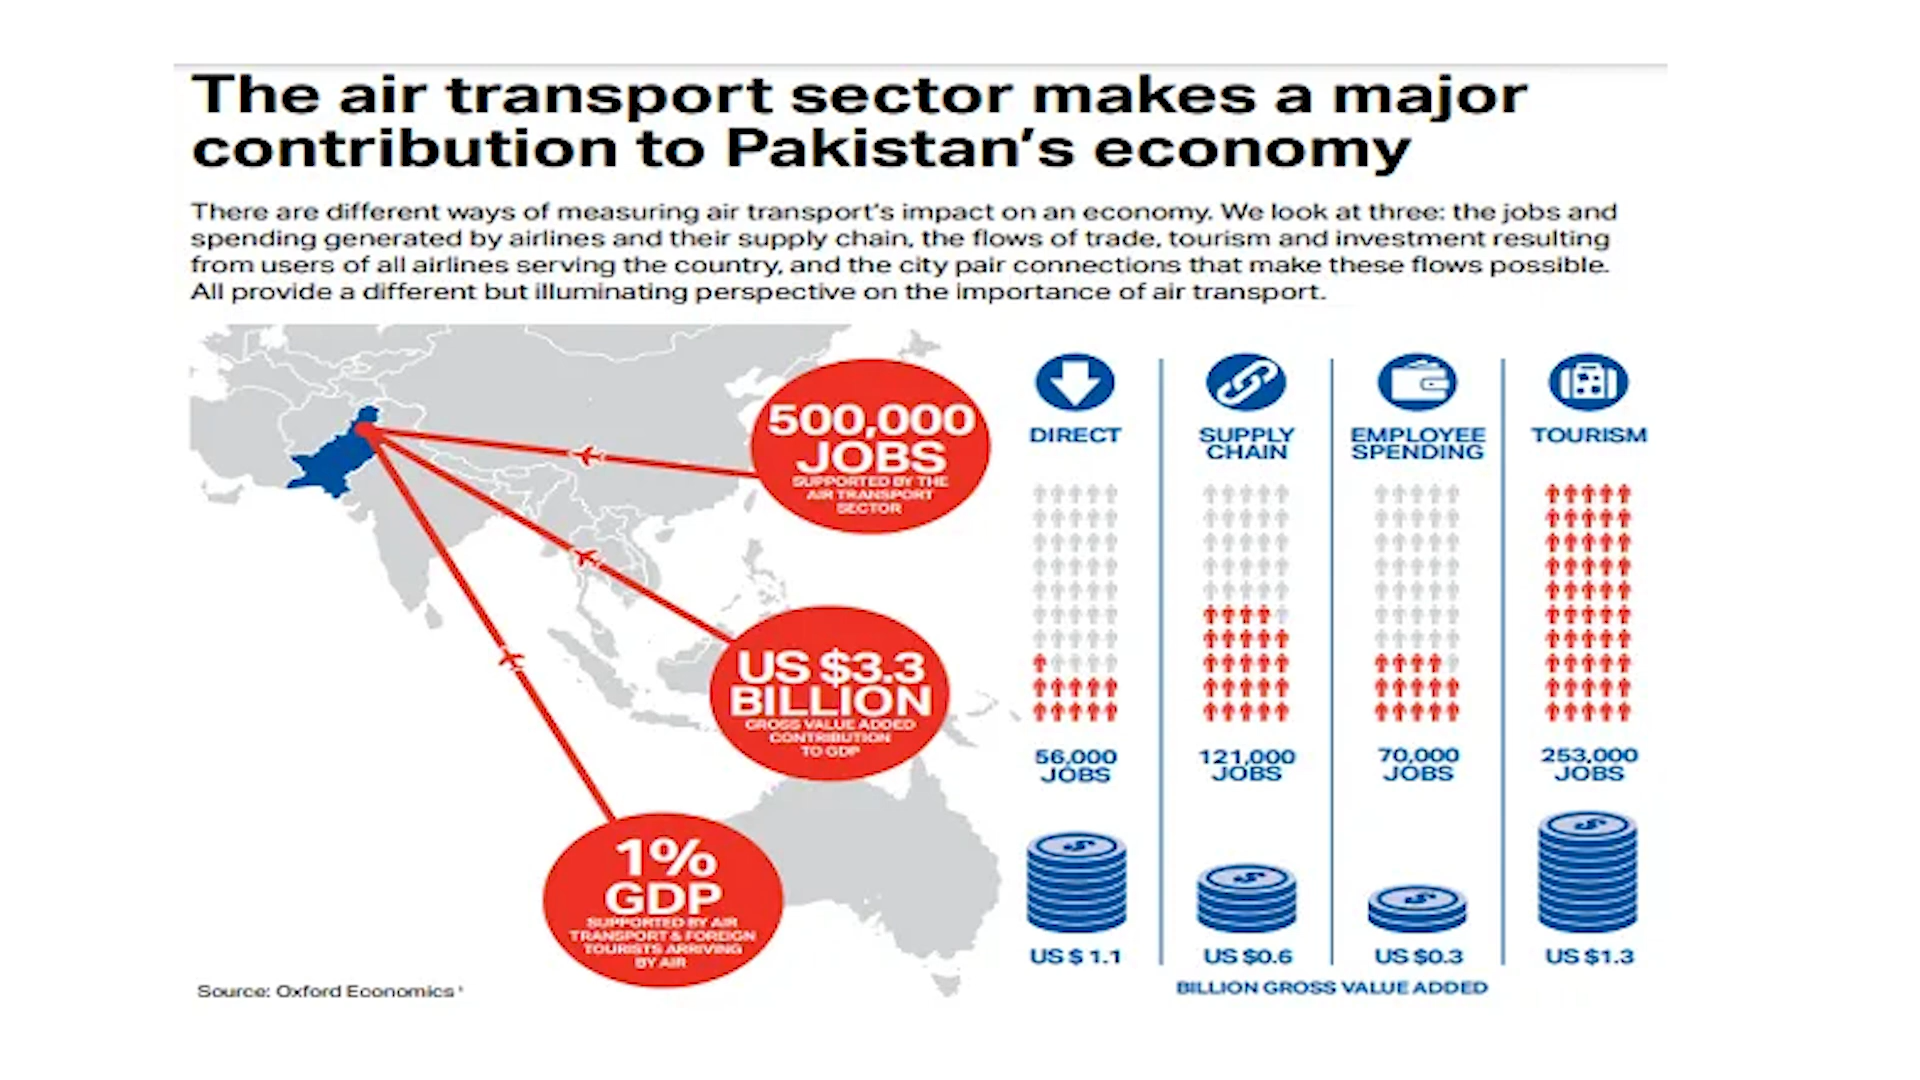 The air transport sector makes a major
contribution to Pakistan's economy
There are different ways of measuring air transport's impact on an economy. We look at three: the jobs and
spending generated by airlines and their supply chain, the flows of trade, tourism and investment resulting
from users of all airlines serving the country, and the city pair connections that make these flows possible.
All provide a different but illuminating perspective on the importance of air transport.
500,000
JOBS
SUPPORTED BY THE
AIR TRANSPORT
SECTOR
US $3.3
BILLION
GROSS VALUE ADDED
CONTRIBUTION
TO GDP
1%
GDP
SUPPORTED BY AIR
TRANSPORT & FOREIGN
TOURISTS ARRIVING
BY AIR
DIRECT
56,000
JOBS
US $ 1.1
SUPPLY
CHAIN
121,000
JOBS
US $0.6
EMPLOYEE
SPENDING
70,000
JOBS
US $0.3
TOURISM
253,000
JOBS
US $1.3
BILLION GROSS VALUE ADDED
Source: Oxford Economics¹